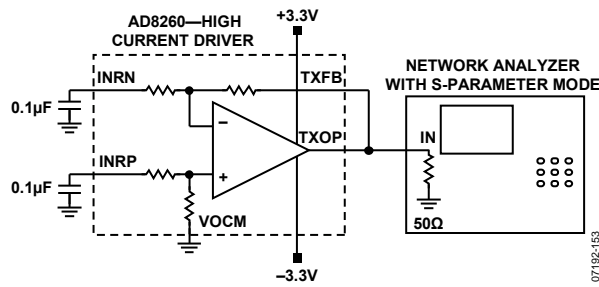 AD8260—HIGH
CURRENT DRIVER
+3.3V
INRN
TXFB
NETWORK ANALYZER
WITH S-PARAMETER MODE
0.1µF
–
TXOP
IN
INRP
+
0.1µF
VOCM
50Ω
–3.3V
07192-153